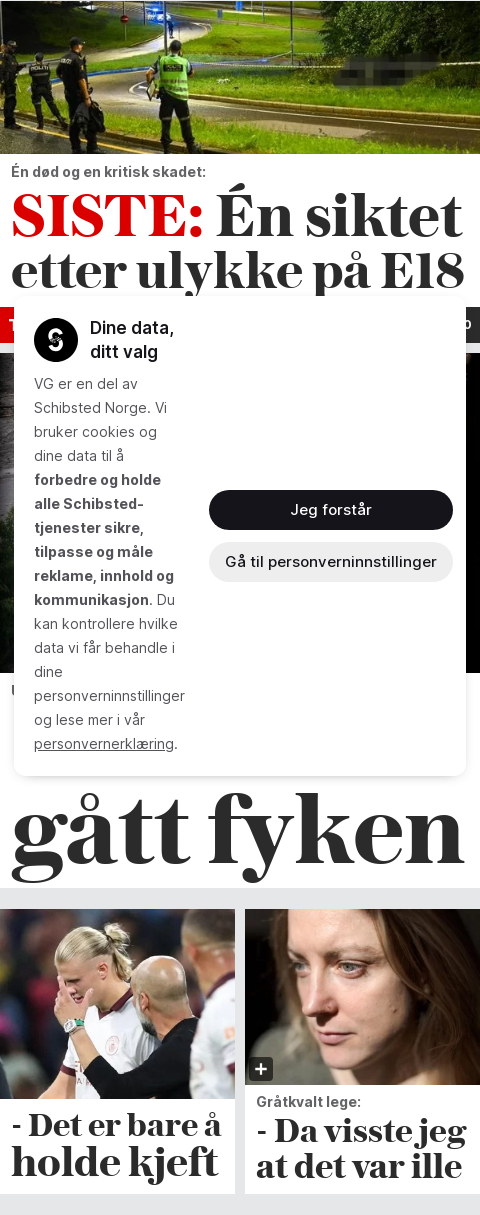 POLITI
Én død og en kritisk skadet:
SISTE: Én siktet
etter ulykke på E18
Dine data,
ditt valg
VG er en del av
Schibsted Norge. Vi
bruker cookies og
dine data til å
forbedre og holde
alle Schibsted-
tjenester sikre,
tilpasse og måle
reklame, innhold og
kommunikasjon. Du
kan kontrollere hvilke
data vi får behandle i
dine
personverninnstillinger
og lese mer i vår
personvernerklæring.
Jeg forstår
Gå til personverninnstillinger
gått fyken
- Det er bare å
holde kjeft
Gråtkvalt lege:
- Da visste jeg
at det var ille